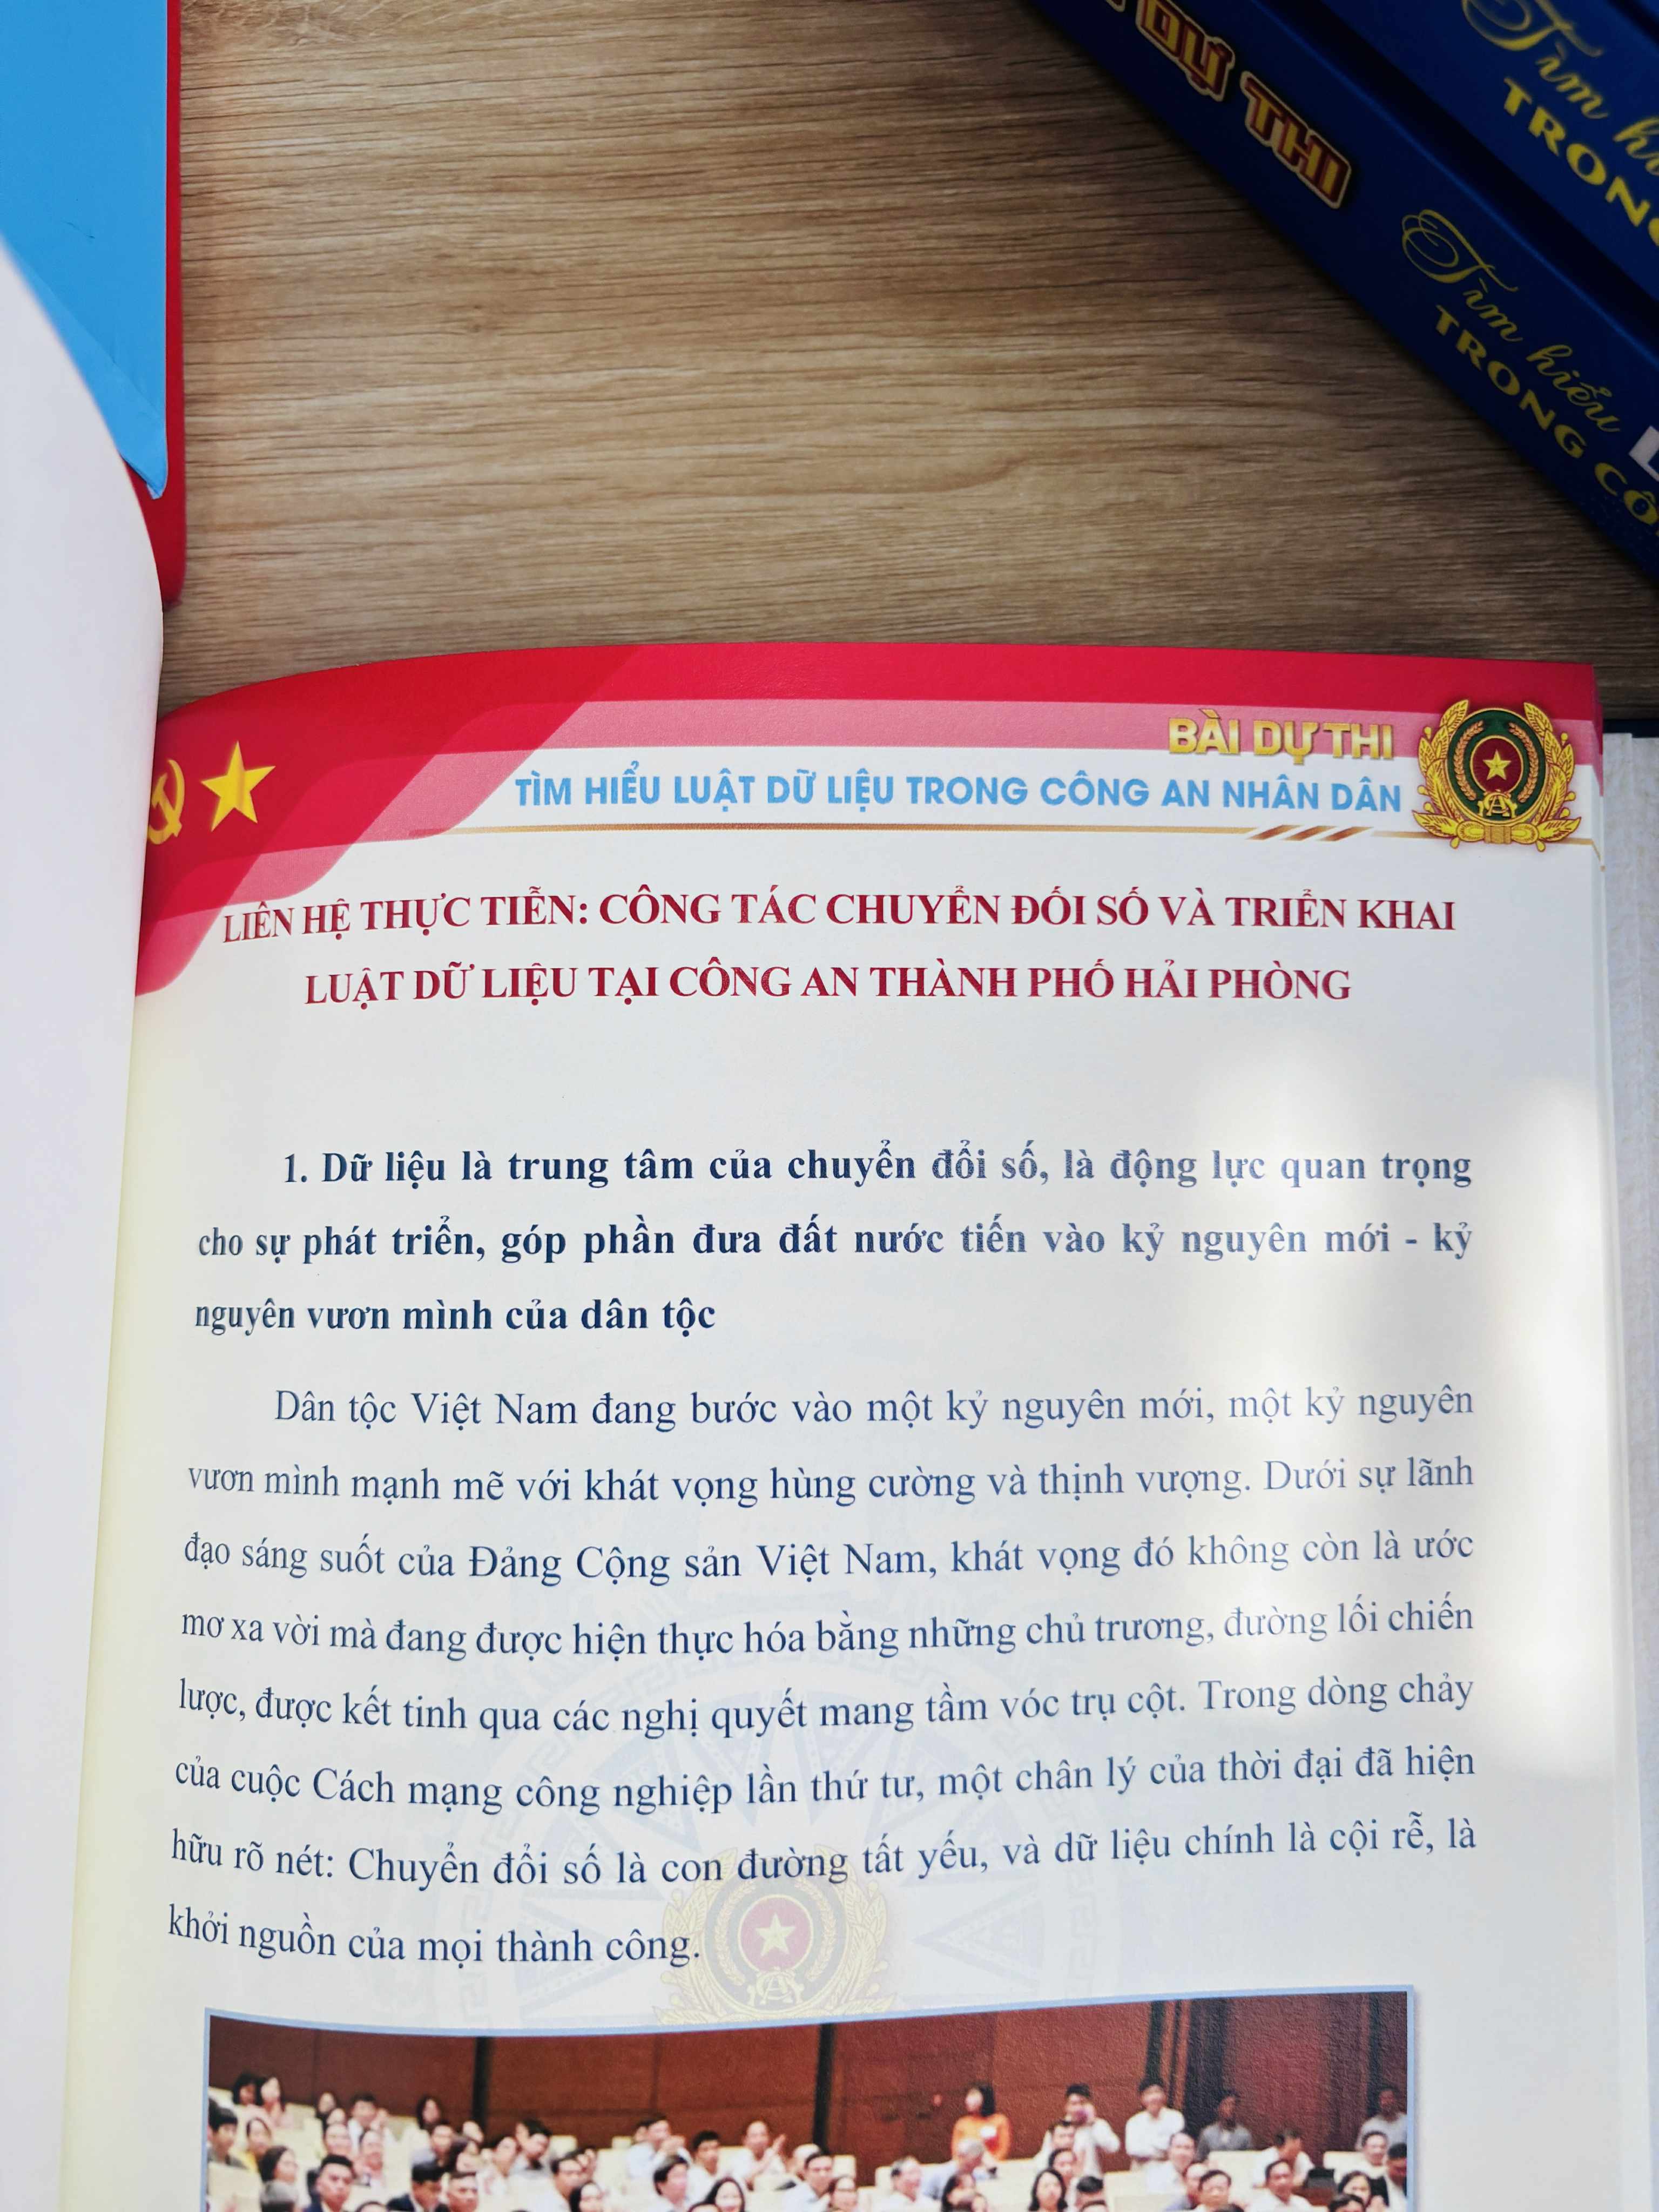 DỰ THI
Tìm
TRONG
Tìm hiểu
TRONG
BÀI DỰ THI
TÌM HIỂU LUẬT DỮ LIỆU TRONG CÔNG AN NHÂN DÂN
LIÊN HỆ THỰC TIỄN: CÔNG TÁC CHUYỂN ĐỐI SỐ VÀ TRIỂN KHAI
LUẬT DỮ LIỆU TẠI CÔNG AN THÀNH PHỐ HẢI PHÒNG
1. Dữ liệu là trung tâm của chuyển đổi số, là động lực quan trọng
cho sự phát triển, góp phần đưa đất nước tiến vào kỷ nguyên mới - kỷ
nguyên vươn mình của dân tộc
Dân tộc Việt Nam đang bước vào một kỷ nguyên mới, một kỷ nguyên
vươn mình mạnh mẽ với khát vọng hùng cường và thịnh vượng. Dưới sự lãnh
đạo sáng suốt của Đảng Cộng sản Việt Nam, khát vọng đó không còn là ước
mơ xa vời mà đang được hiện thực hóa bằng những chủ trương, đường lối chiến
lược, được kết tinh qua các nghị quyết mang tầm vóc trụ cột. Trong dòng chảy
của cuộc Cách mạng công nghiệp lần thứ tư, một chân lý của thời đại đã hiện
hữu rõ nét: Chuyển đổi số là con đường tất yếu, và dữ liệu chính là cội rễ, là
khởi nguồn của mọi thành công.